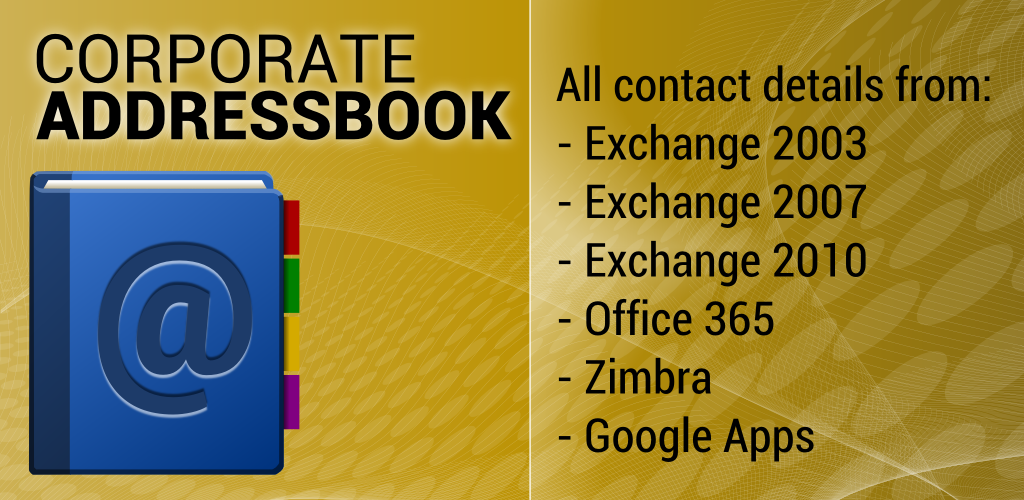 CORPORATE
ADDRESSBOOK
@
All contact details from:
- Exchange 2003
- Exchange 2007
- Exchange 2010
- Office 365
- Zimbra
- Google Apps